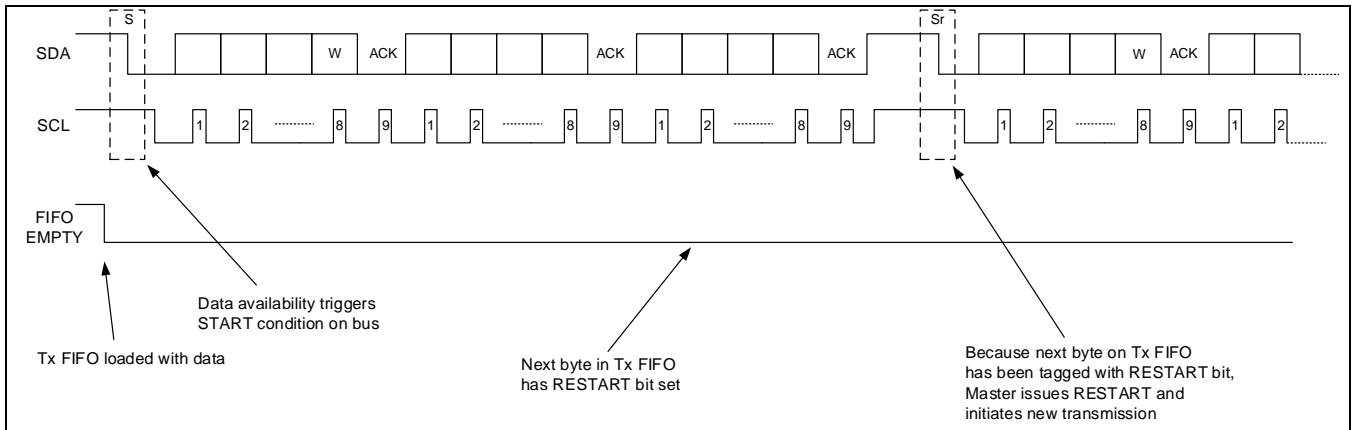 S Sr
SDA W ACK ACK ACK W ACK
SCL 1 2 8 9 1 2 8 9 1 2 8 9 1 2 8 9 1 2
FIFO
EMPTY
Data availability triggers
START condition on bus
Tx FIFO loaded with data
Next byte in Tx FIFO
has RESTART bit set
Because next byte on Tx FIFO
has been tagged with RESTART bit,
Master issues RESTART and
initiates new transmission